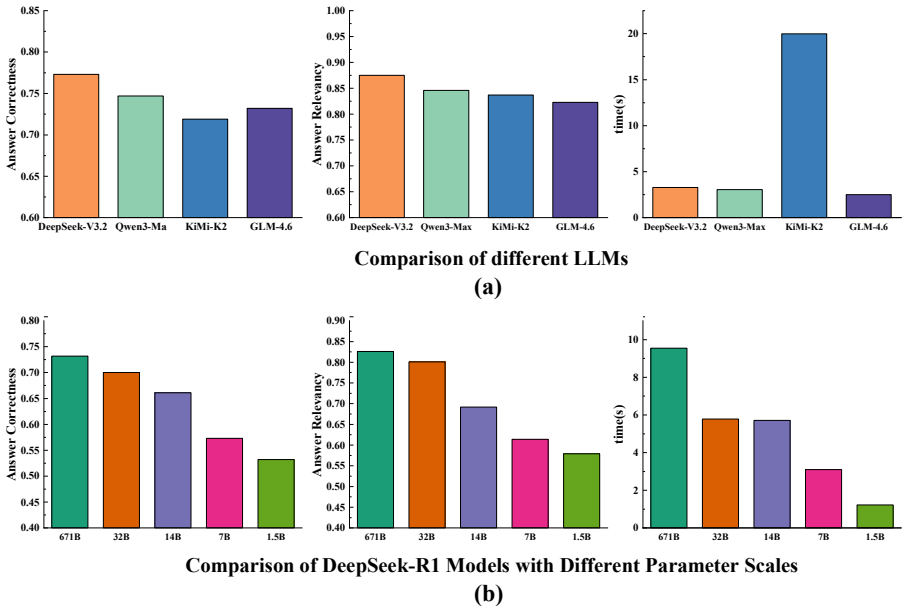 Answer Correctness
0.85
0.80
0.75
0.70
0.65
0.60
DeepSeek-V3.2 Qwen3-Ma KiMi-K2 GLM-4.6
Answer Relevancy
1.00
0.95
0.90
0.85
0.80
0.75
0.70
0.65
0.60
DeepSeek-V3.2 Qwen3-Max KiMi-K2 GLM-4.6
time(s)
20
15
10
5
0
DeepSeek-V3.2 Qwen3-Max KiMi-K2 GLM-4.6
Comparison of different LLMs
(a)
Answer Correctness
0.80
0.75
0.70
0.65
0.60
0.55
0.50
0.45
0.40
671B 32B 14B 7B 1.5B
Answer Relevancy
0.90
0.85
0.80
0.75
0.70
0.65
0.60
0.55
0.50
0.45
0.40
671B 32B 14B 7B 1.5B
time(s)
10
8
6
4
2
0
671B 32B 14B 7B 1.5B
Comparison of DeepSeek-R1 Models with Different Parameter Scales
(b)